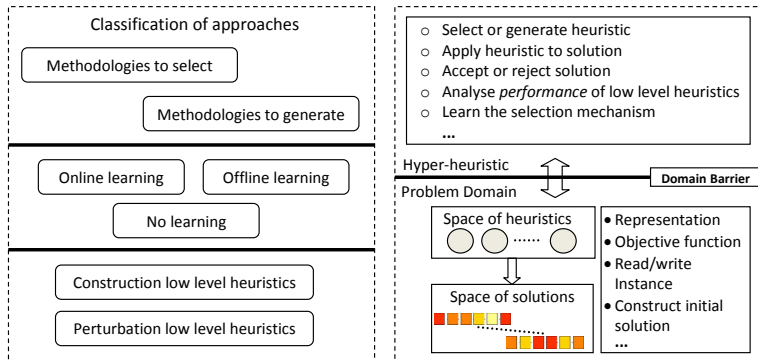 Classification of approaches
Methodologies to select
Methodologies to generate
Online learning
Offline learning
No learning
Construction low level heuristics
Perturbation low level heuristics
○ Select or generate heuristic
○ Apply heuristic to solution
○ Accept or reject solution
○ Analyse performance of low level heuristics
○ Learn the selection mechanism
...
Hyper-heuristic
Domain Barrier
Problem Domain
Space of heuristics
......
Space of solutions
• Representation
• Objective function
• Read/write
Instance
• Construct initial
solution
...